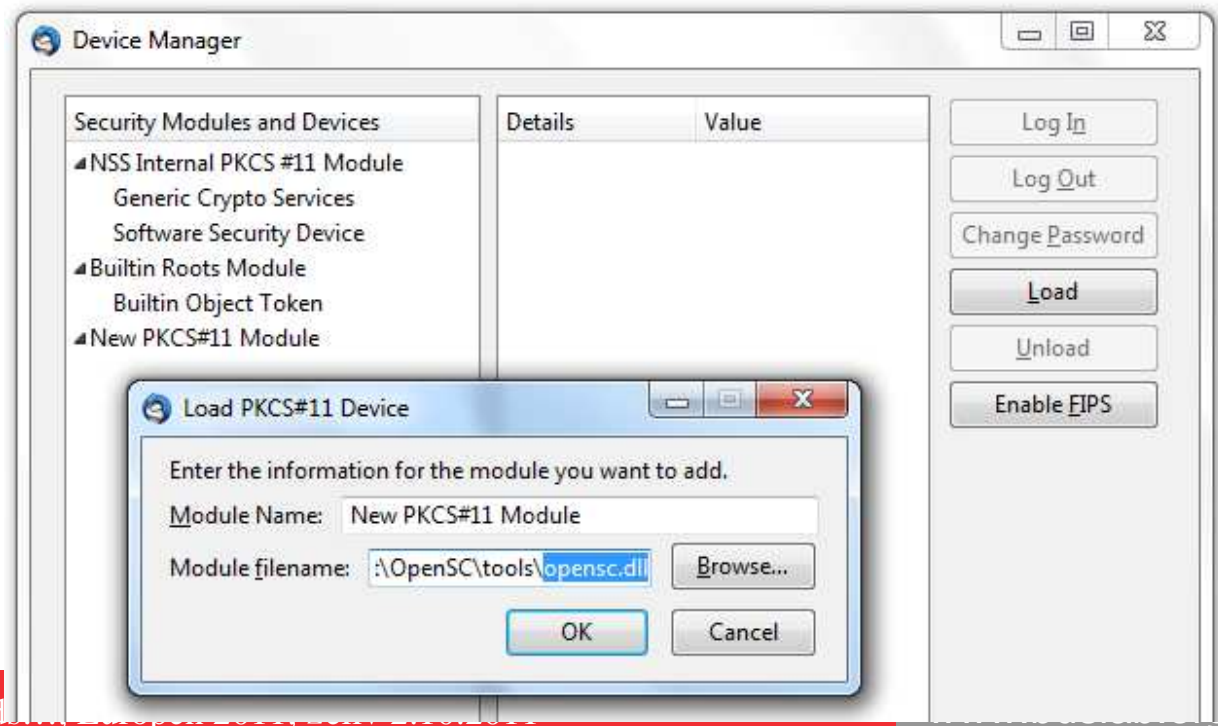 Device Manager
Security Modules and Devices
Details Value
NSS Internal PKCS #11 Module
Generic Crypto Services
Software Security Device
Builtin Roots Module
Builtin Object Token
New PKCS#11 Module
Log In
Log Out
Change Password
Load
Unload
Enable FIPS
Load PKCS#11 Device
Enter the information for the module you want to add.
Module Name: New PKCS#11 Module
Module filename: :\OpenSC\tools\opensc.dll Browse...
OK Cancel